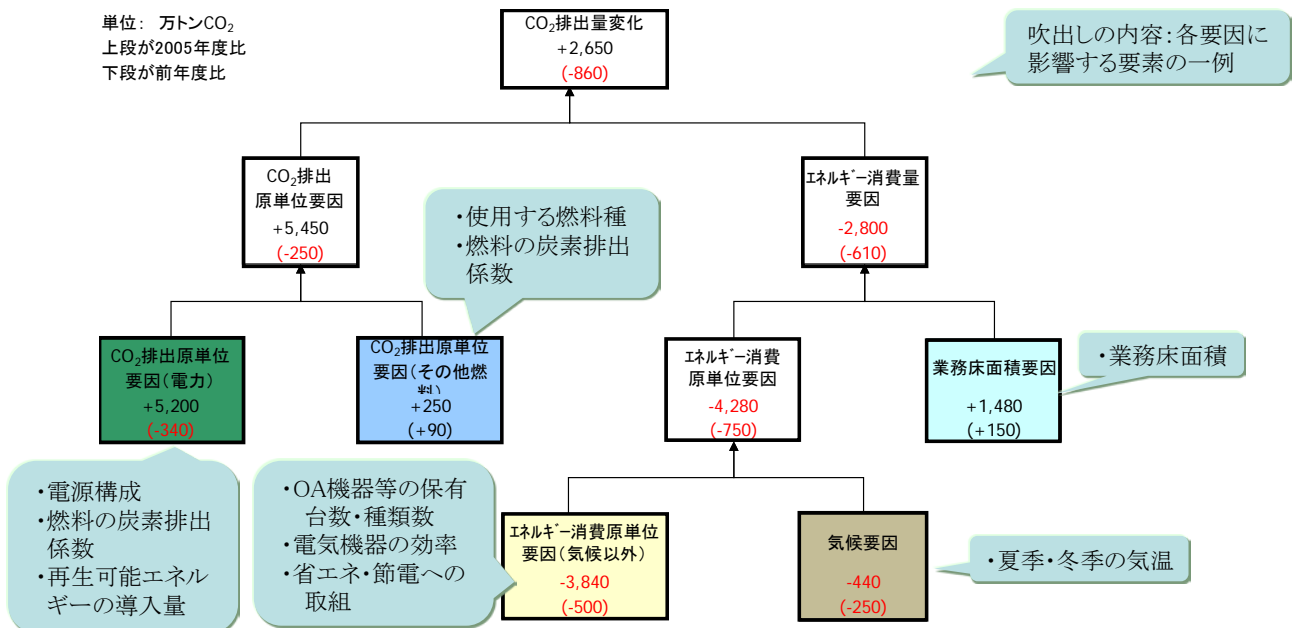 単位： 万トンCO₂
上段が2005年度比
下段が前年度比
CO₂排出量変化
+2,650
(-860)
吹出しの内容：各要因に
影響する要素の一例
CO₂排出
原単位要因
+5,450
(-250)
・使用する燃料種
・燃料の炭素排出
係数
ｴﾈﾙｷﾞｰ消費量
要因
-2,800
(-610)
CO₂排出原単位
要因(電力)
+5,200
(-340)
CO₂排出原単位
要因(その他燃
料)
+250
(+90)
ｴﾈﾙｷﾞｰ消費
原単位要因
-4,280
(-750)
業務床面積要因
+1,480
(+150)
・業務床面積
・電源構成
・燃料の炭素排出
係数
・再生可能エネル
ギーの導入量
・OA機器等の保有
台数・種類数
・電気機器の効率
・省エネ・節電への
取組
ｴﾈﾙｷﾞｰ消費原単位
要因(気候以外)
-3,840
(-500)
気候要因
-440
(-250)
・夏季・冬季の気温